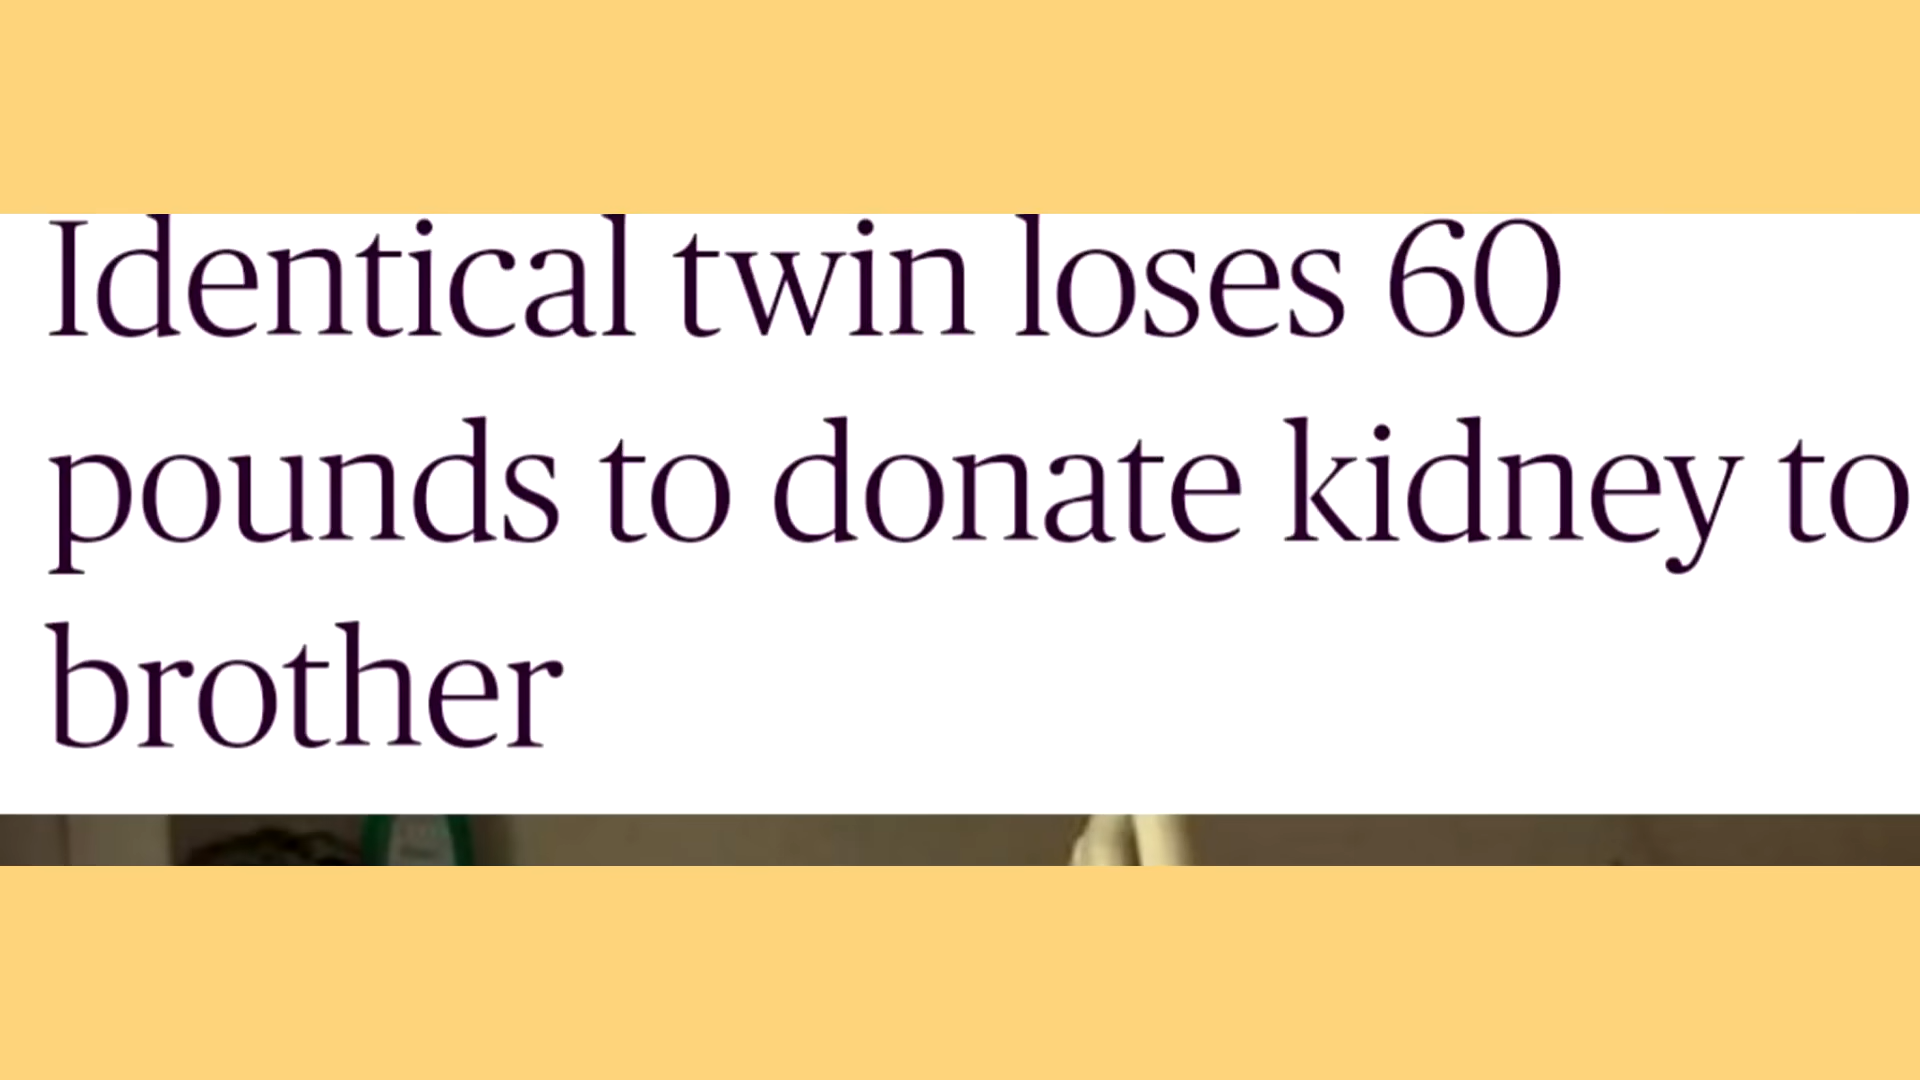 Identical twin loses 60
pounds to donate kidney to
brother